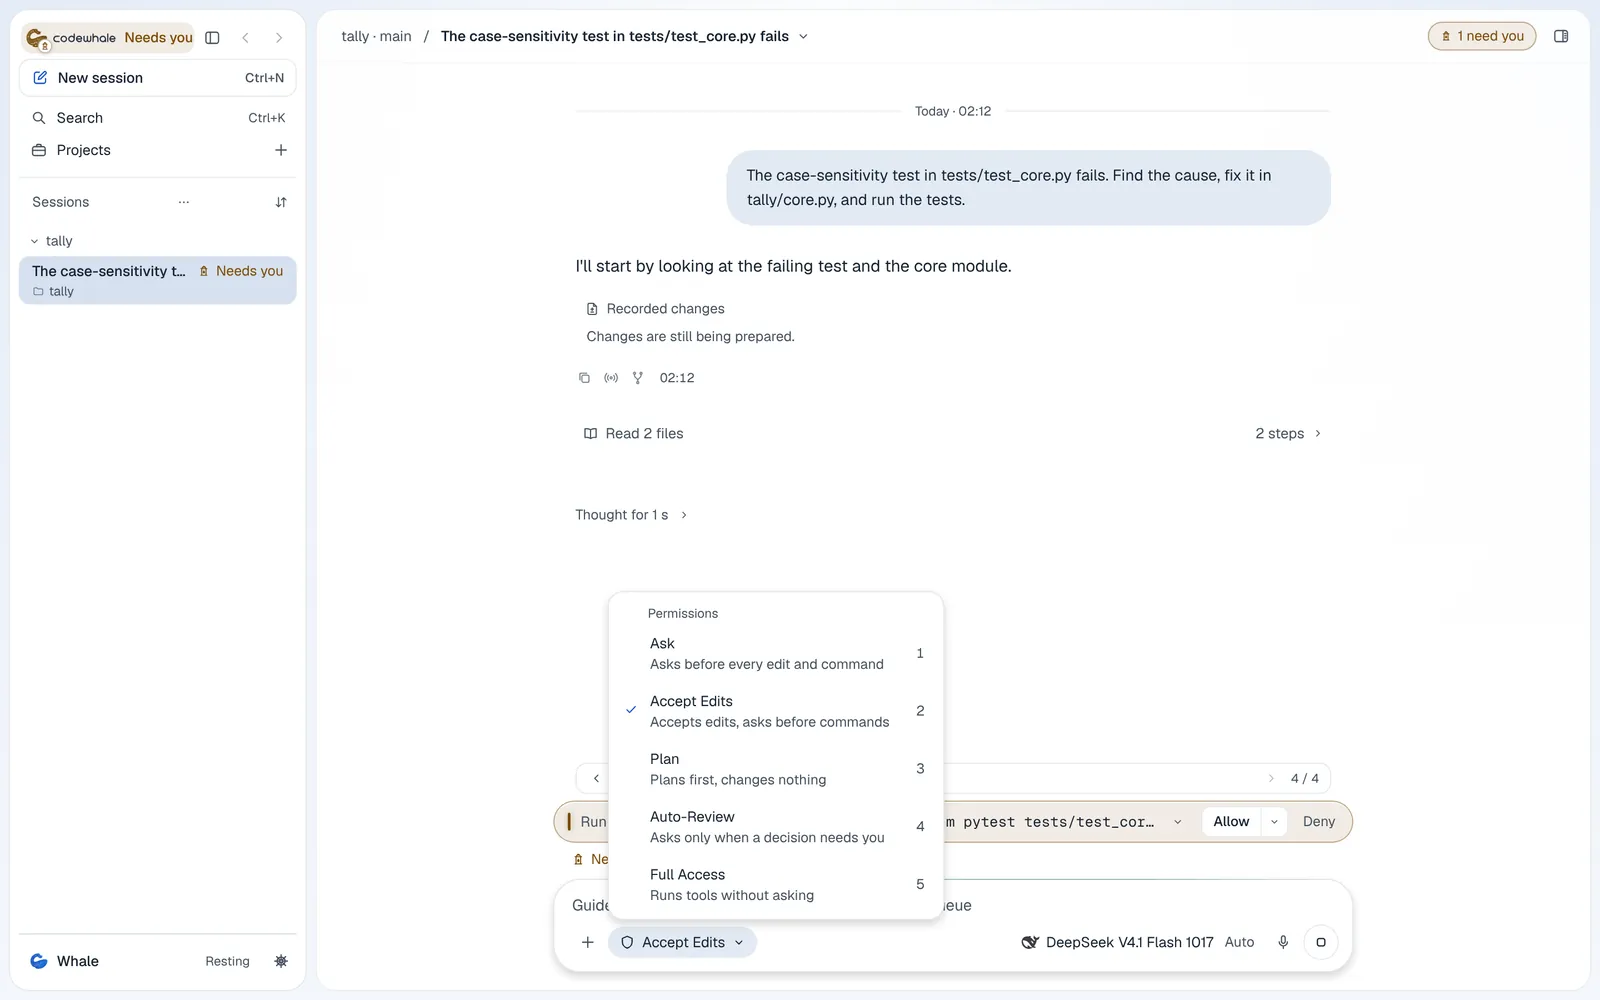 codewhale Needs you
New session Ctrl+N
Search Ctrl+K
Projects
Sessions
tally
The case-sensitivity t... Needs you
tally
Whale Resting
tally · main / The case-sensitivity test in tests/test_core.py fails
1 need you
Today · 02:12
The case-sensitivity test in tests/test_core.py fails. Find the cause, fix it in
tally/core.py, and run the tests.
I'll start by looking at the failing test and the core module.
Recorded changes
Changes are still being prepared.
02:12
Read 2 files 2 steps
Thought for 1 s
Permissions
Ask
Asks before every edit and command
1
Accept Edits
Accepts edits, asks before commands
2
Plan
Plans first, changes nothing
3
Auto-Review
Asks only when a decision needs you
4
Full Access
Runs tools without asking
5
4 / 4
Run m pytest tests/test_cor... Allow Deny
Ne
Guide eue
Accept Edits DeepSeek V4.1 Flash 1017 Auto